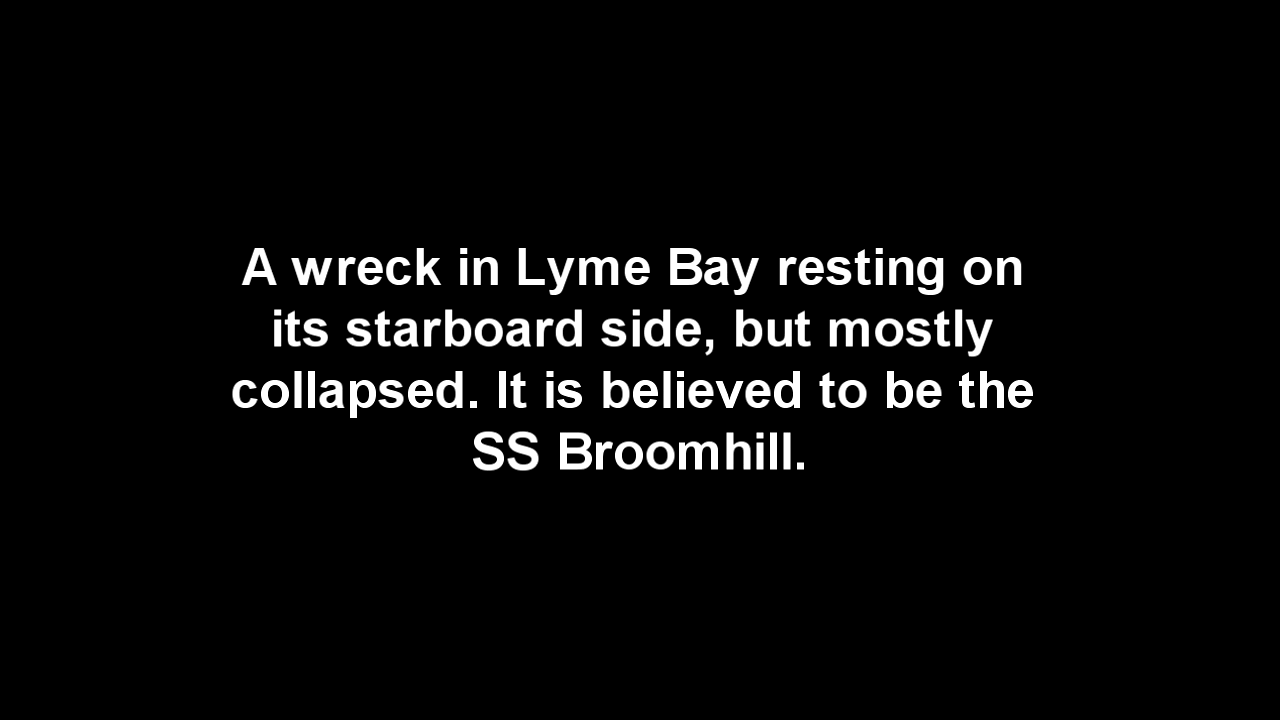 A wreck in Lyme Bay resting on
its starboard side, but mostly
collapsed. It is believed to be the
SS Broomhill.